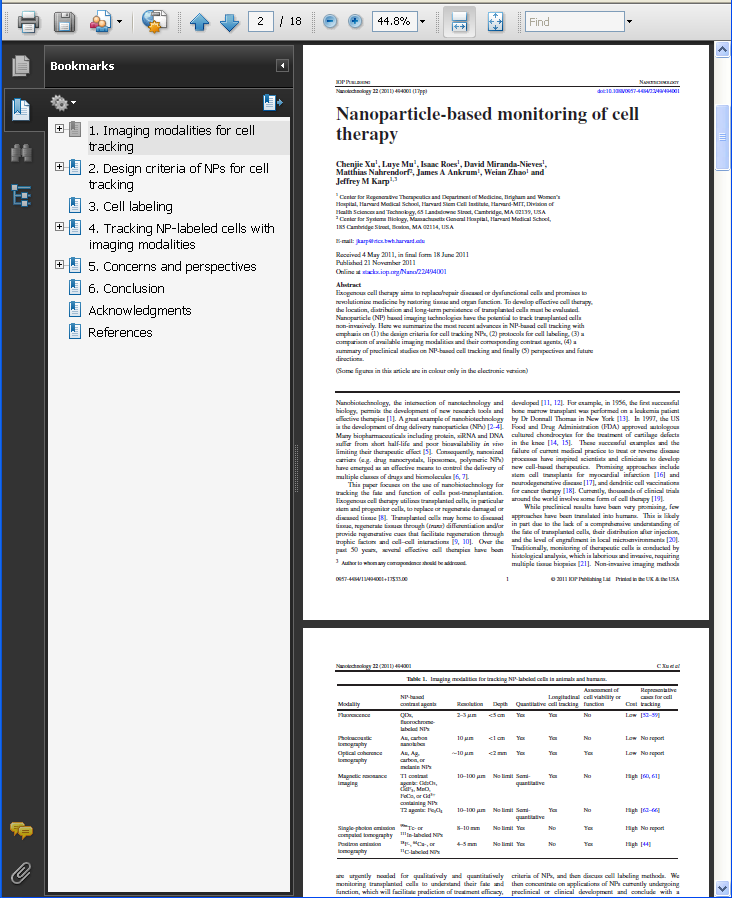 2 / 18
44.8%
Find
Bookmarks
1. Imaging modalities for cell
tracking
2. Design criteria of NPs for cell
tracking
3. Cell labeling
4. Tracking NP-labeled cells with
imaging modalities
5. Concerns and perspectives
6. Conclusion
Acknowledgments
References
IOP Publishing Nanotechnology
Nanotechnology 22 (2011) 494001 (17pp) doi:10.1088/0957-4484/22/49/494001
Nanoparticle-based monitoring of cell
therapy
Chenjie Xu1, Luye Mu1, Isaac Roes1, David Miranda-Nieves1,
Matthias Nahrendorf2, James A Ankrum1, Weian Zhao1 and
Jeffrey M Karp1,3
1 Center for Regenerative Therapeutics and Department of Medicine, Brigham and Women's
Hospital, Harvard Medical School, Harvard Stem Cell Institute, Harvard-MIT, Division of
Health Sciences and Technology, 65 Landsdowne Street, Cambridge, MA 02139, USA
2 Center for Systems Biology, Massachusetts General Hospital, Harvard Medical School,
185 Cambridge Street, Boston, MA 02114, USA
E-mail: jkarp@rics.bwh.harvard.edu
Received 4 May 2011, in final form 18 June 2011
Published 21 November 2011
Online at stacks.iop.org/Nano/22/494001
Abstract
Exogenous cell therapy aims to replace/repair diseased or dysfunctional cells and promises to
revolutionize medicine by restoring tissue and organ function. To develop effective cell therapy,
the location, distribution and long-term persistence of transplanted cells must be evaluated.
Nanoparticle (NP) based imaging technologies have the potential to track transplanted cells
non-invasively. Here we summarize the most recent advances in NP-based cell tracking with
emphasis on (1) the design criteria for cell tracking NPs, (2) protocols for cell labeling, (3) a
comparison of available imaging modalities and their corresponding contrast agents, (4) a
summary of preclinical studies on NP-based cell tracking and finally (5) perspectives and future
directions.
(Some figures in this article are in colour only in the electronic version)
Nanobiotechnology, the intersection of nanotechnology and
biology, permits the development of new research tools and
effective therapies [1]. A great example of nanobiotechnology
is the development of drug delivery nanoparticles (NPs) [2–4].
Many biopharmaceutics including protein, siRNA and DNA
suffer from short half-life and poor bioavailability in vivo
limiting their therapeutic effect [5]. Consequently, nanosized
carriers (e.g. drug nanocrystals, liposomes, polymeric NPs)
have emerged as an effective means to control the delivery of
multiple classes of drugs and biomolecules [6, 7].
This paper focuses on the use of nanobiotechnology for
tracking the fate and function of cells post-transplantation.
Exogenous cell therapy utilizes transplanted cells, in particular
stem and progenitor cells, to replace or regenerate damaged or
diseased tissue [8]. Transplanted cells may home to diseased
tissue, regenerate tissues through (trans) differentiation and/or
provide regenerative cues that facilitate regeneration through
trophic factors and cell–cell interactions [9, 10]. Over the
past 50 years, several effective cell therapies have been
3 Author to whom any correspondence should be addressed.
developed [11, 12]. For example, in 1956, the first successful
bone marrow transplant was performed on a leukemia patient
by Dr Donnall Thomas in New York [13]. In 1997, the US
Food and Drug Administration (FDA) approved autologous
cultured chondrocytes for the treatment of cartilage defects
in the knee [14, 15]. These successful examples and the
failure of current medical practice to treat or reverse disease
processes have inspired scientists and clinicians to develop
new cell-based therapeutics. Promising approaches include
stem cell transplants for myocardial infarction [16] and
neurodegenerative disease [17], and dendritic cell vaccinations
for cancer therapy [18]. Currently, thousands of clinical trials
around the world involve some form of cell therapy [19].
While preclinical results have been very promising, few
approaches have been translated into humans. This is likely
in part due to the lack of a comprehensive understanding of
the fate of transplanted cells, their distribution after injection,
and the level of engraftment in local microenvironments [20].
Traditionally, monitoring of therapeutic cells is conducted by
histological analysis, which is laborious and invasive, requiring
multiple tissue biopsies [21]. Non-invasive imaging methods
0957-4484/11/494001+17$33.00 1 © 2011 IOP Publishing Ltd Printed in the UK & the USA
Nanotechnology 22 (2011) 494001 C Xu et al
Table 1. Imaging modalities for tracking NP-labeled cells in animals and humans.
Modality NP-based contrast agents Resolution Depth Quantitative Longitudinal cell tracking Assessment of cell viability or function Cost Representative cases for cell tracking
Fluorescence QDs, fluorochrome-labeled NPs 2–3 μm <5 cm Yes Yes No Low [52–59]
Photoacoustic tomography Au, carbon nanotubes 10 μm <1 cm Yes Yes No Low No report
Optical coherence tomography Au, Ag, carbon, or melanin NPs ~10 μm <2 mm Yes Yes Yes Low No report
Magnetic resonance imaging T1 contrast agents: Gd2O3, GdF3, MnO, FeCo, or Gd3+ containing NPs 10–100 μm No limit Semi-quantitative Yes No High [60, 61]
T2 agents: Fe3O4 10–100 μm No limit Semi-quantitative Yes No High [62–66]
Single-photon emission computed tomography 99mTc- or 111In-labeled NPs 8–10 mm No limit Yes No Yes High No report
Positron emission tomography 18F-, 64Cu-, or 11C-labeled NPs 4–5 mm No limit Yes No Yes High [44]
are urgently needed for qualitatively and quantitatively
monitoring transplanted cells to understand their fate and
function, which will facilitate prediction of treatment efficacy,
criteria of NPs, and then discuss cell labeling methods. We
then concentrate on applications of NPs currently undergoing
preclinical or clinical development and conclude with a